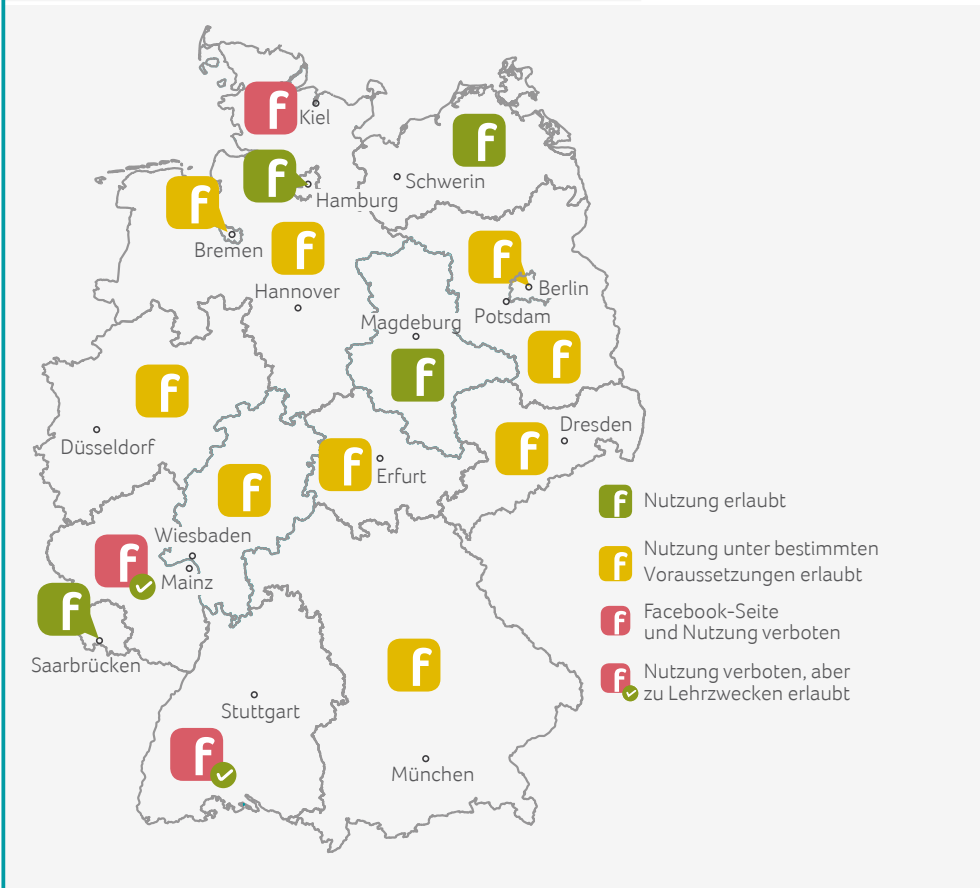 Kiel
Schwerin
Hamburg
Bremen
Hannover
Berlin
Potsdam
Magdeburg
Düsseldorf
Dresden
Erfurt
Wiesbaden
Mainz
Saarbrücken
Stuttgart
München
f Nutzung erlaubt
f Nutzung unter bestimmten
Voraussetzungen erlaubt
f Facebook-Seite
und Nutzung verboten
f Nutzung verboten, aber
zu Lehrzwecken erlaubt